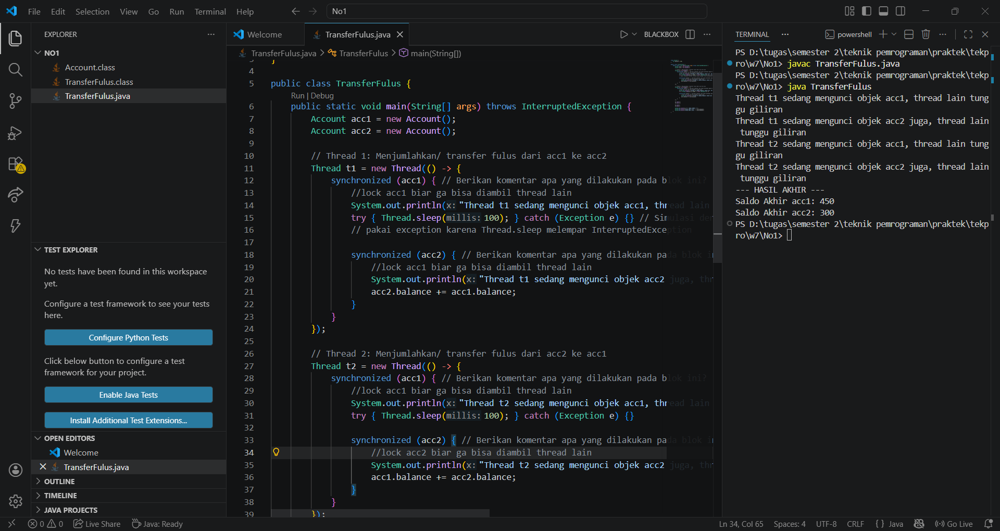 File Edit Selection View Go Run Terminal Help
No1
EXPLORER
NO1
Account.class
TransferFulus.class
TransferFulus.java
TEST EXPLORER
No tests have been found in this workspace
yet.
Configure a test framework to see your tests
here.
Configure Python Tests
Click below button to configure a test
framework for your project.
Enable Java Tests
Install Additional Test Extensions...
OPEN EDITORS
Welcome
TransferFulus.java
OUTLINE
TIMELINE
JAVA PROJECTS
Welcome
TransferFulus.java
BLACKBOX
TransferFulus.java > TransferFulus > main(String[])
}
4
5 public class TransferFulus {
Run | Debug
6 public static void main(String[] args) throws InterruptedException {
7 Account acc1 = new Account();
8 Account acc2 = new Account();
9
10 // Thread 1: Menjumlahkan/ transfer fulus dari acc1 ke acc2
11 Thread t1 = new Thread(() -> {
12 synchronized (acc1) { // Berikan komentar apa yang dilakukan pada blok ini?
13 //lock acc1 biar ga bisa diambil thread lain
14 System.out.println(x: "Thread t1 sedang mengunci objek acc1, thread lain
15 try { Thread.sleep(millis: 100); } catch (Exception e) {} // Simulasi
16 // pakai exception karena Thread.sleep melempar InterruptedException
17
18 synchronized (acc2) { // Berikan komentar apa yang dilakukan pada blok
19 //lock acc1 biar ga bisa diambil thread lain
20 System.out.println(x: "Thread t1 sedang mengunci objek acc2 juga,
21 acc2.balance += acc1.balance;
22 }
23 }
24 });
25
26 // Thread 2: Menjumlahkan/ transfer fulus dari acc2 ke acc1
27 Thread t2 = new Thread(() -> {
28 synchronized (acc1) { // Berikan komentar apa yang dilakukan pada blok ini?
29 //lock acc1 biar ga bisa diambil thread lain
30 System.out.println(x: "Thread t2 sedang mengunci objek acc1, thread lain
31 try { Thread.sleep(millis: 100); } catch (Exception e) {}
32
33 synchronized (acc2) { // Berikan komentar apa yang dilakukan pada blok
34 //lock acc2 biar ga bisa diambil thread lain
35 System.out.println(x: "Thread t2 sedang mengunci objek acc2 juga,
36 acc1.balance += acc2.balance;
37 }
38 }
39 });
TERMINAL
powershell
PS D:\tugas\semester 2\teknik pemrograman\praktek\tekp
ro\w7\No1> javac TransferFulus.java
PS D:\tugas\semester 2\teknik pemrograman\praktek\tekp
ro\w7\No1> java TransferFulus
Thread t1 sedang mengunci objek acc1, thread lain tung
gu giliran
Thread t1 sedang mengunci objek acc2 juga, thread lain
tunggu giliran
Thread t2 sedang mengunci objek acc1, thread lain tung
gu giliran
Thread t2 sedang mengunci objek acc2 juga, thread lain
tunggu giliran
--- HASIL AKHIR ---
Saldo Akhir acc1: 450
Saldo Akhir acc2: 300
PS D:\tugas\semester 2\teknik pemrograman\praktek\tekp
ro\w7\No1>
0 0 Live Share Java: Ready
Ln 34, Col 65 Spaces: 4 UTF-8 CRLF {} Java Go Live